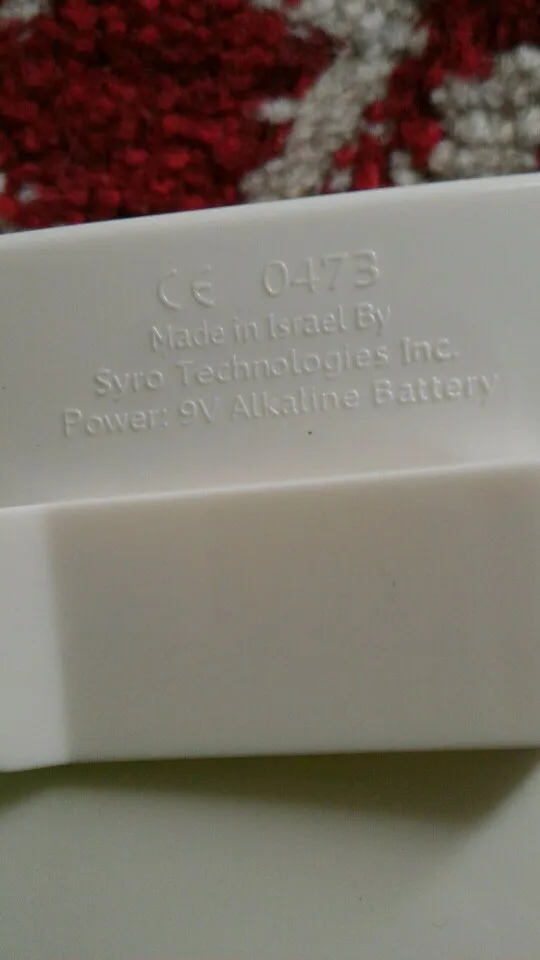 CE 0473
Made in Israel By
Syro Technologies Inc.
Power: 9V Alkaline Battery